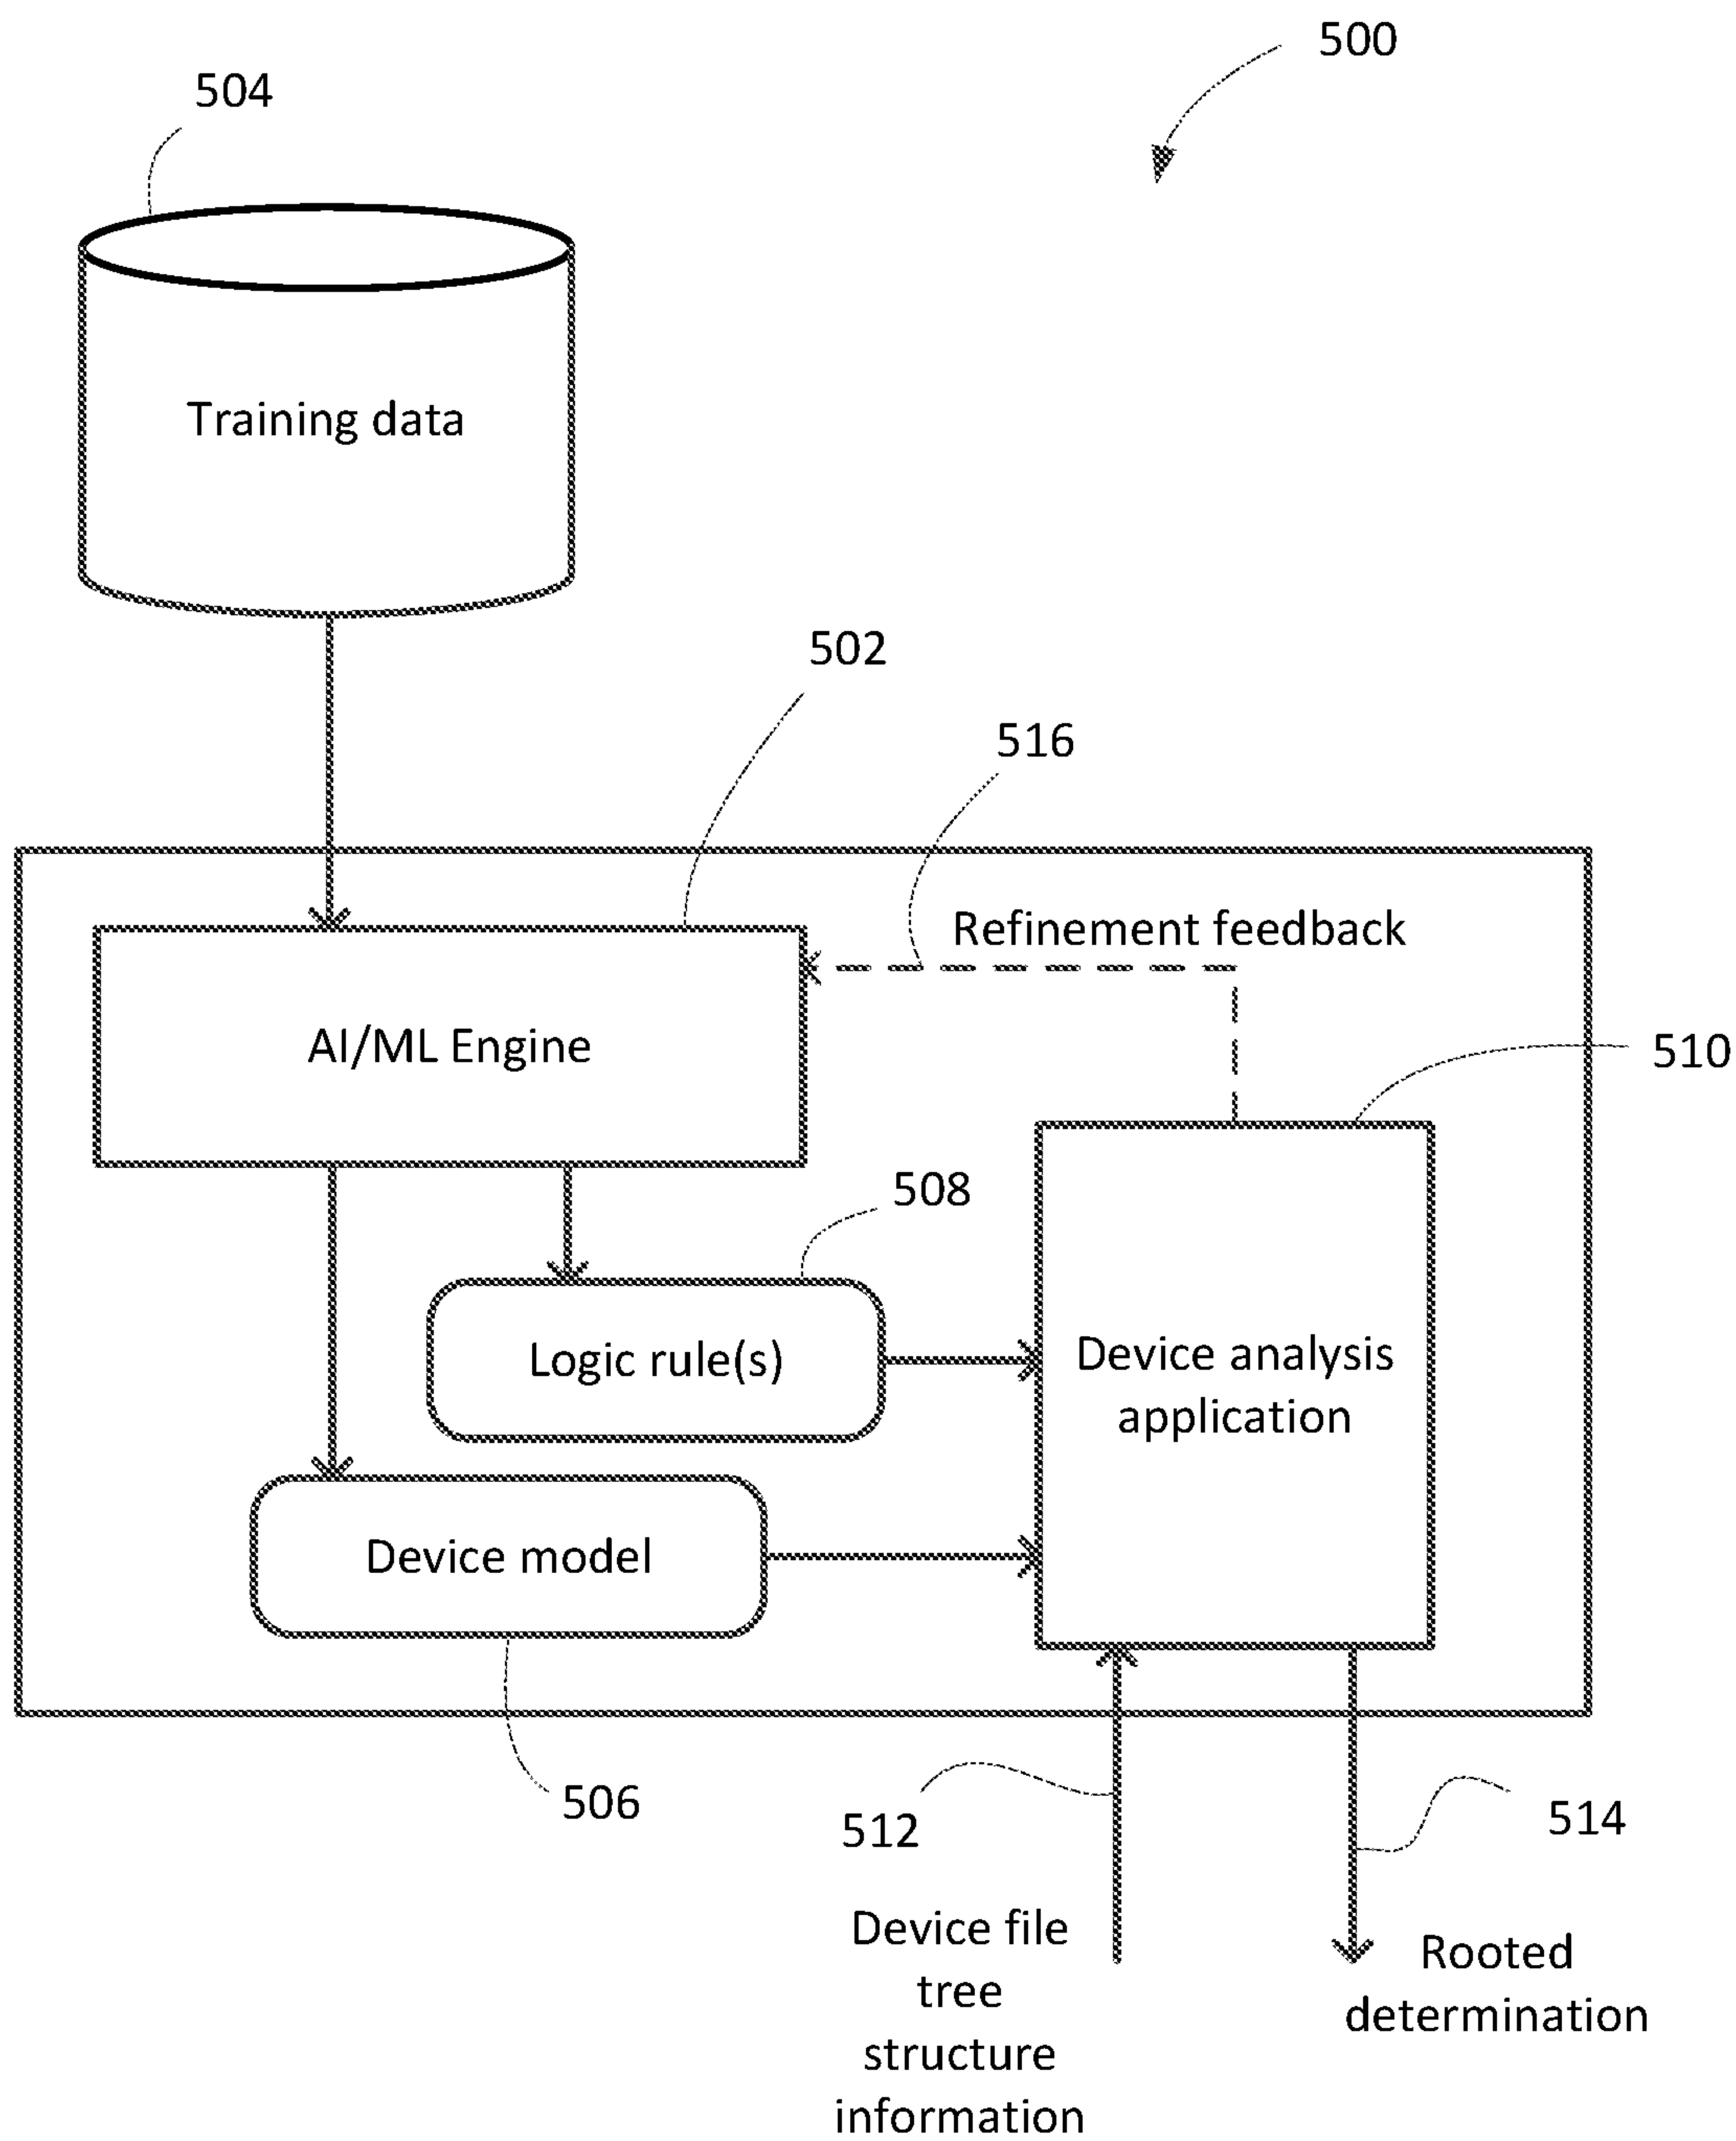 500
504
Training data
502
516
Refinement feedback
AI/ML Engine
510
508
Logic rule(s)
Device analysis
application
Device model
506
512
514
Device file
tree
structure
information
Rooted
determination